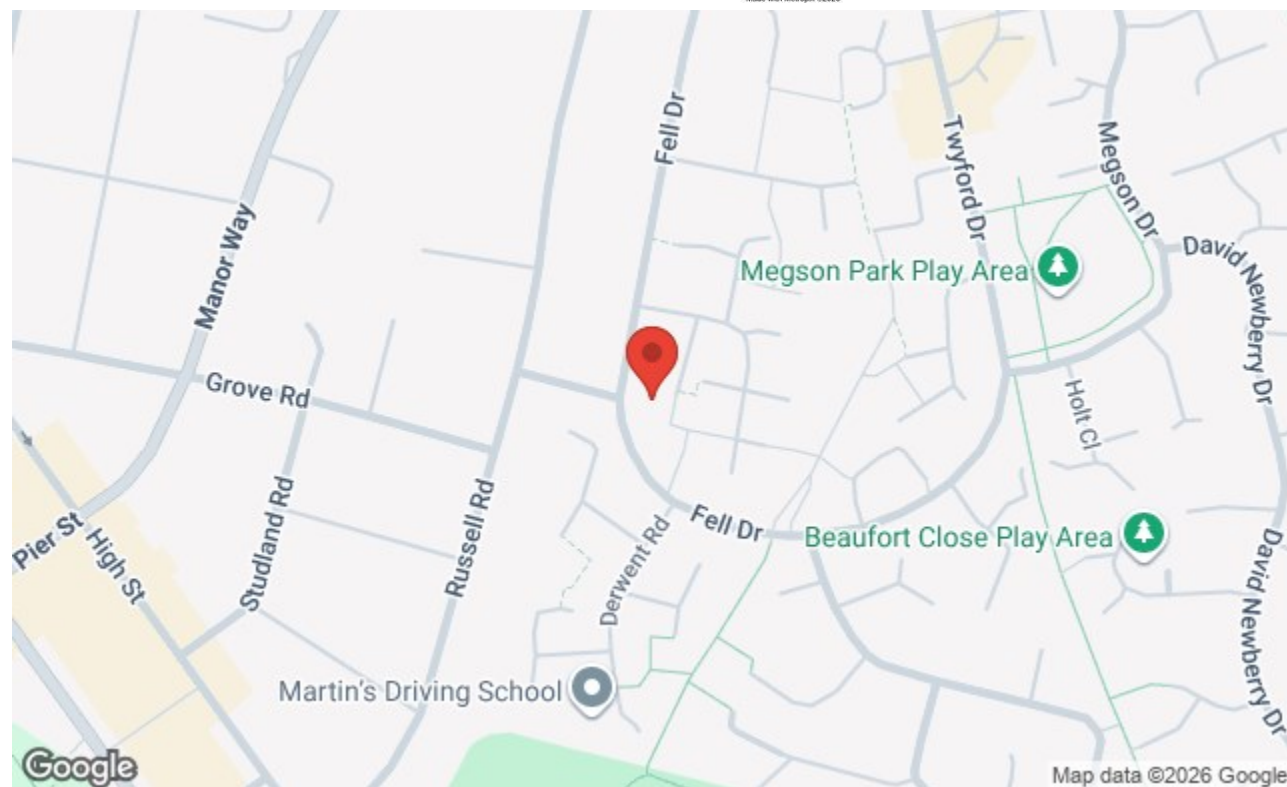 Fell Dr
Twyford Dr
Megson Dr
Manor Way
David Newberry Dr
Megson Park Play Area
Grove Rd
Holt Cl
Studland Rd
Russell Rd
Pier St
High St
Fell Dr
Derwent Rd
Beaufort Close Play Area
David Newberry Dr
Martin's Driving School
Google
Map data ©2026 Google